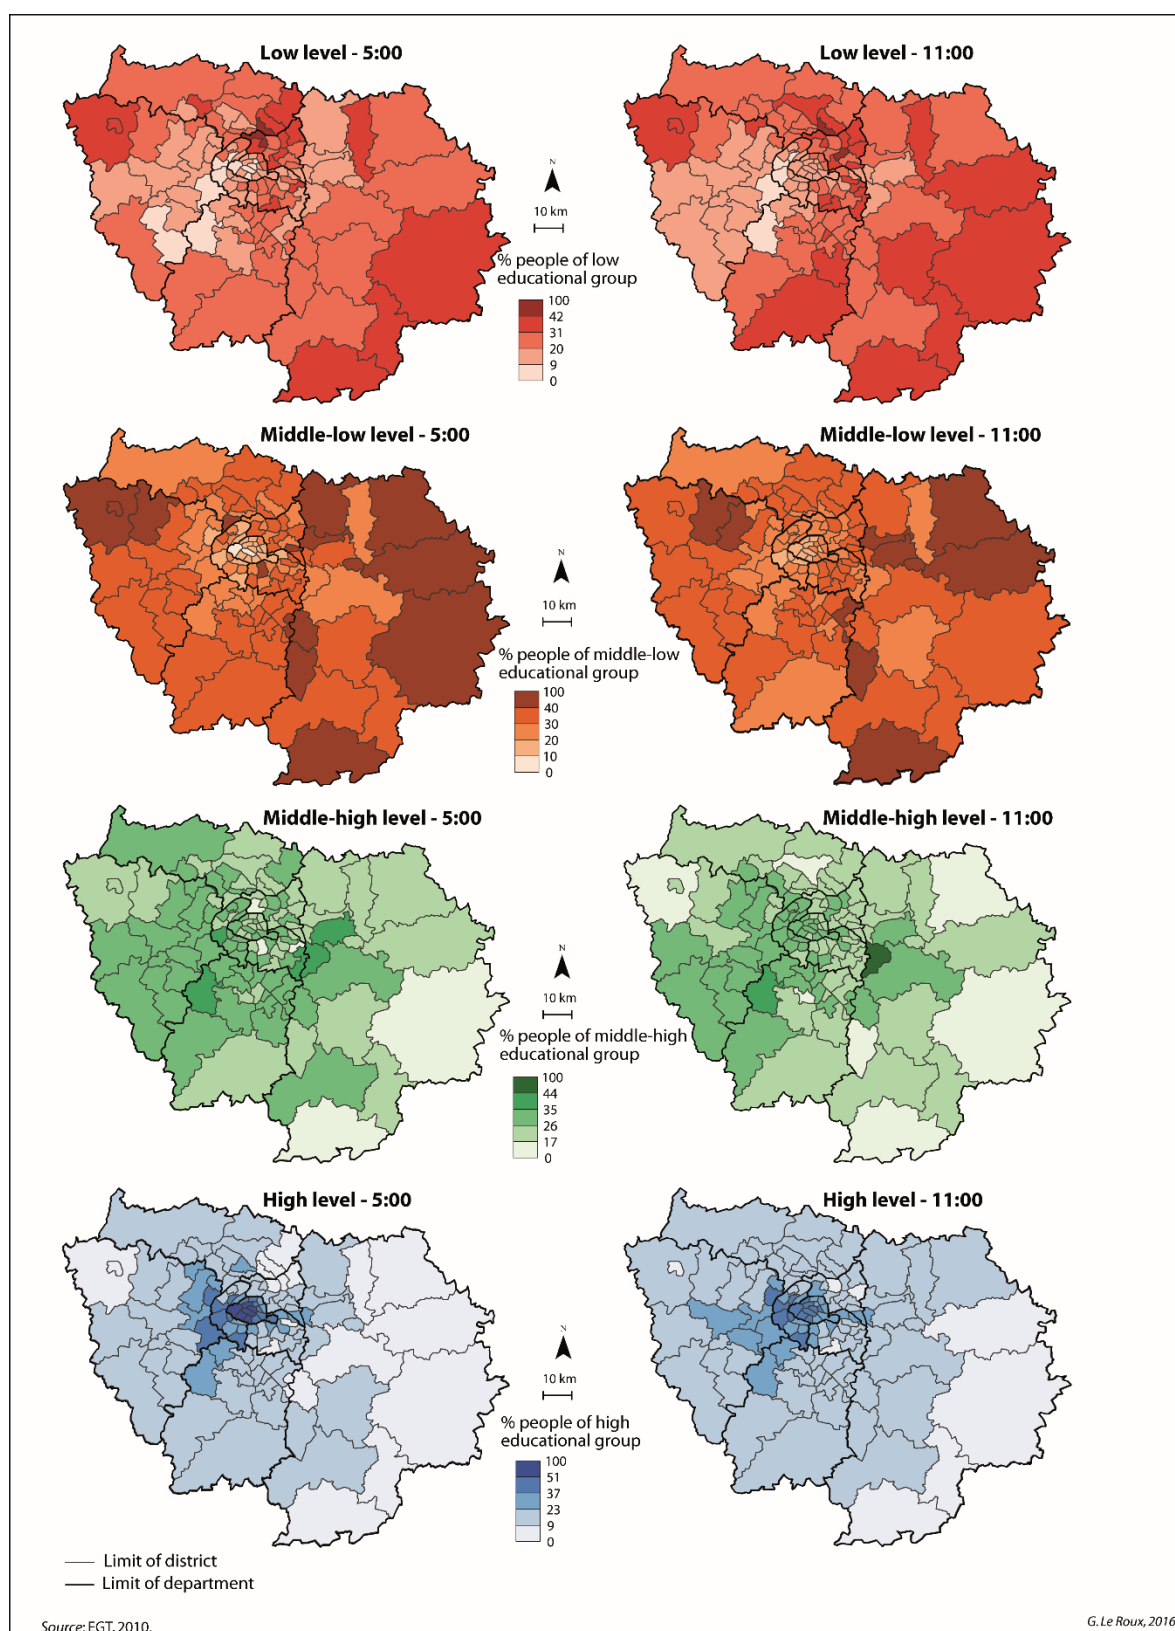 Low level - 5:00
Low level - 11:00
N
10 km
N
10 km
% people of low
educational group
100
42
31
20
9
0
Middle-low level - 5:00
Middle-low level - 11:00
N
10 km
% people of middle-low
educational group
100
40
30
20
10
0
Middle-high level - 5:00
Middle-high level - 11:00
N
10 km
% people of middle-high
educational group
100
44
35
26
17
0
High level - 5:00
High level - 11:00
N
10 km
% people of high
educational group
100
51
37
23
9
0
Limit of district
Limit of department
Source: EGT, 2010.
G. Le Roux, 2016